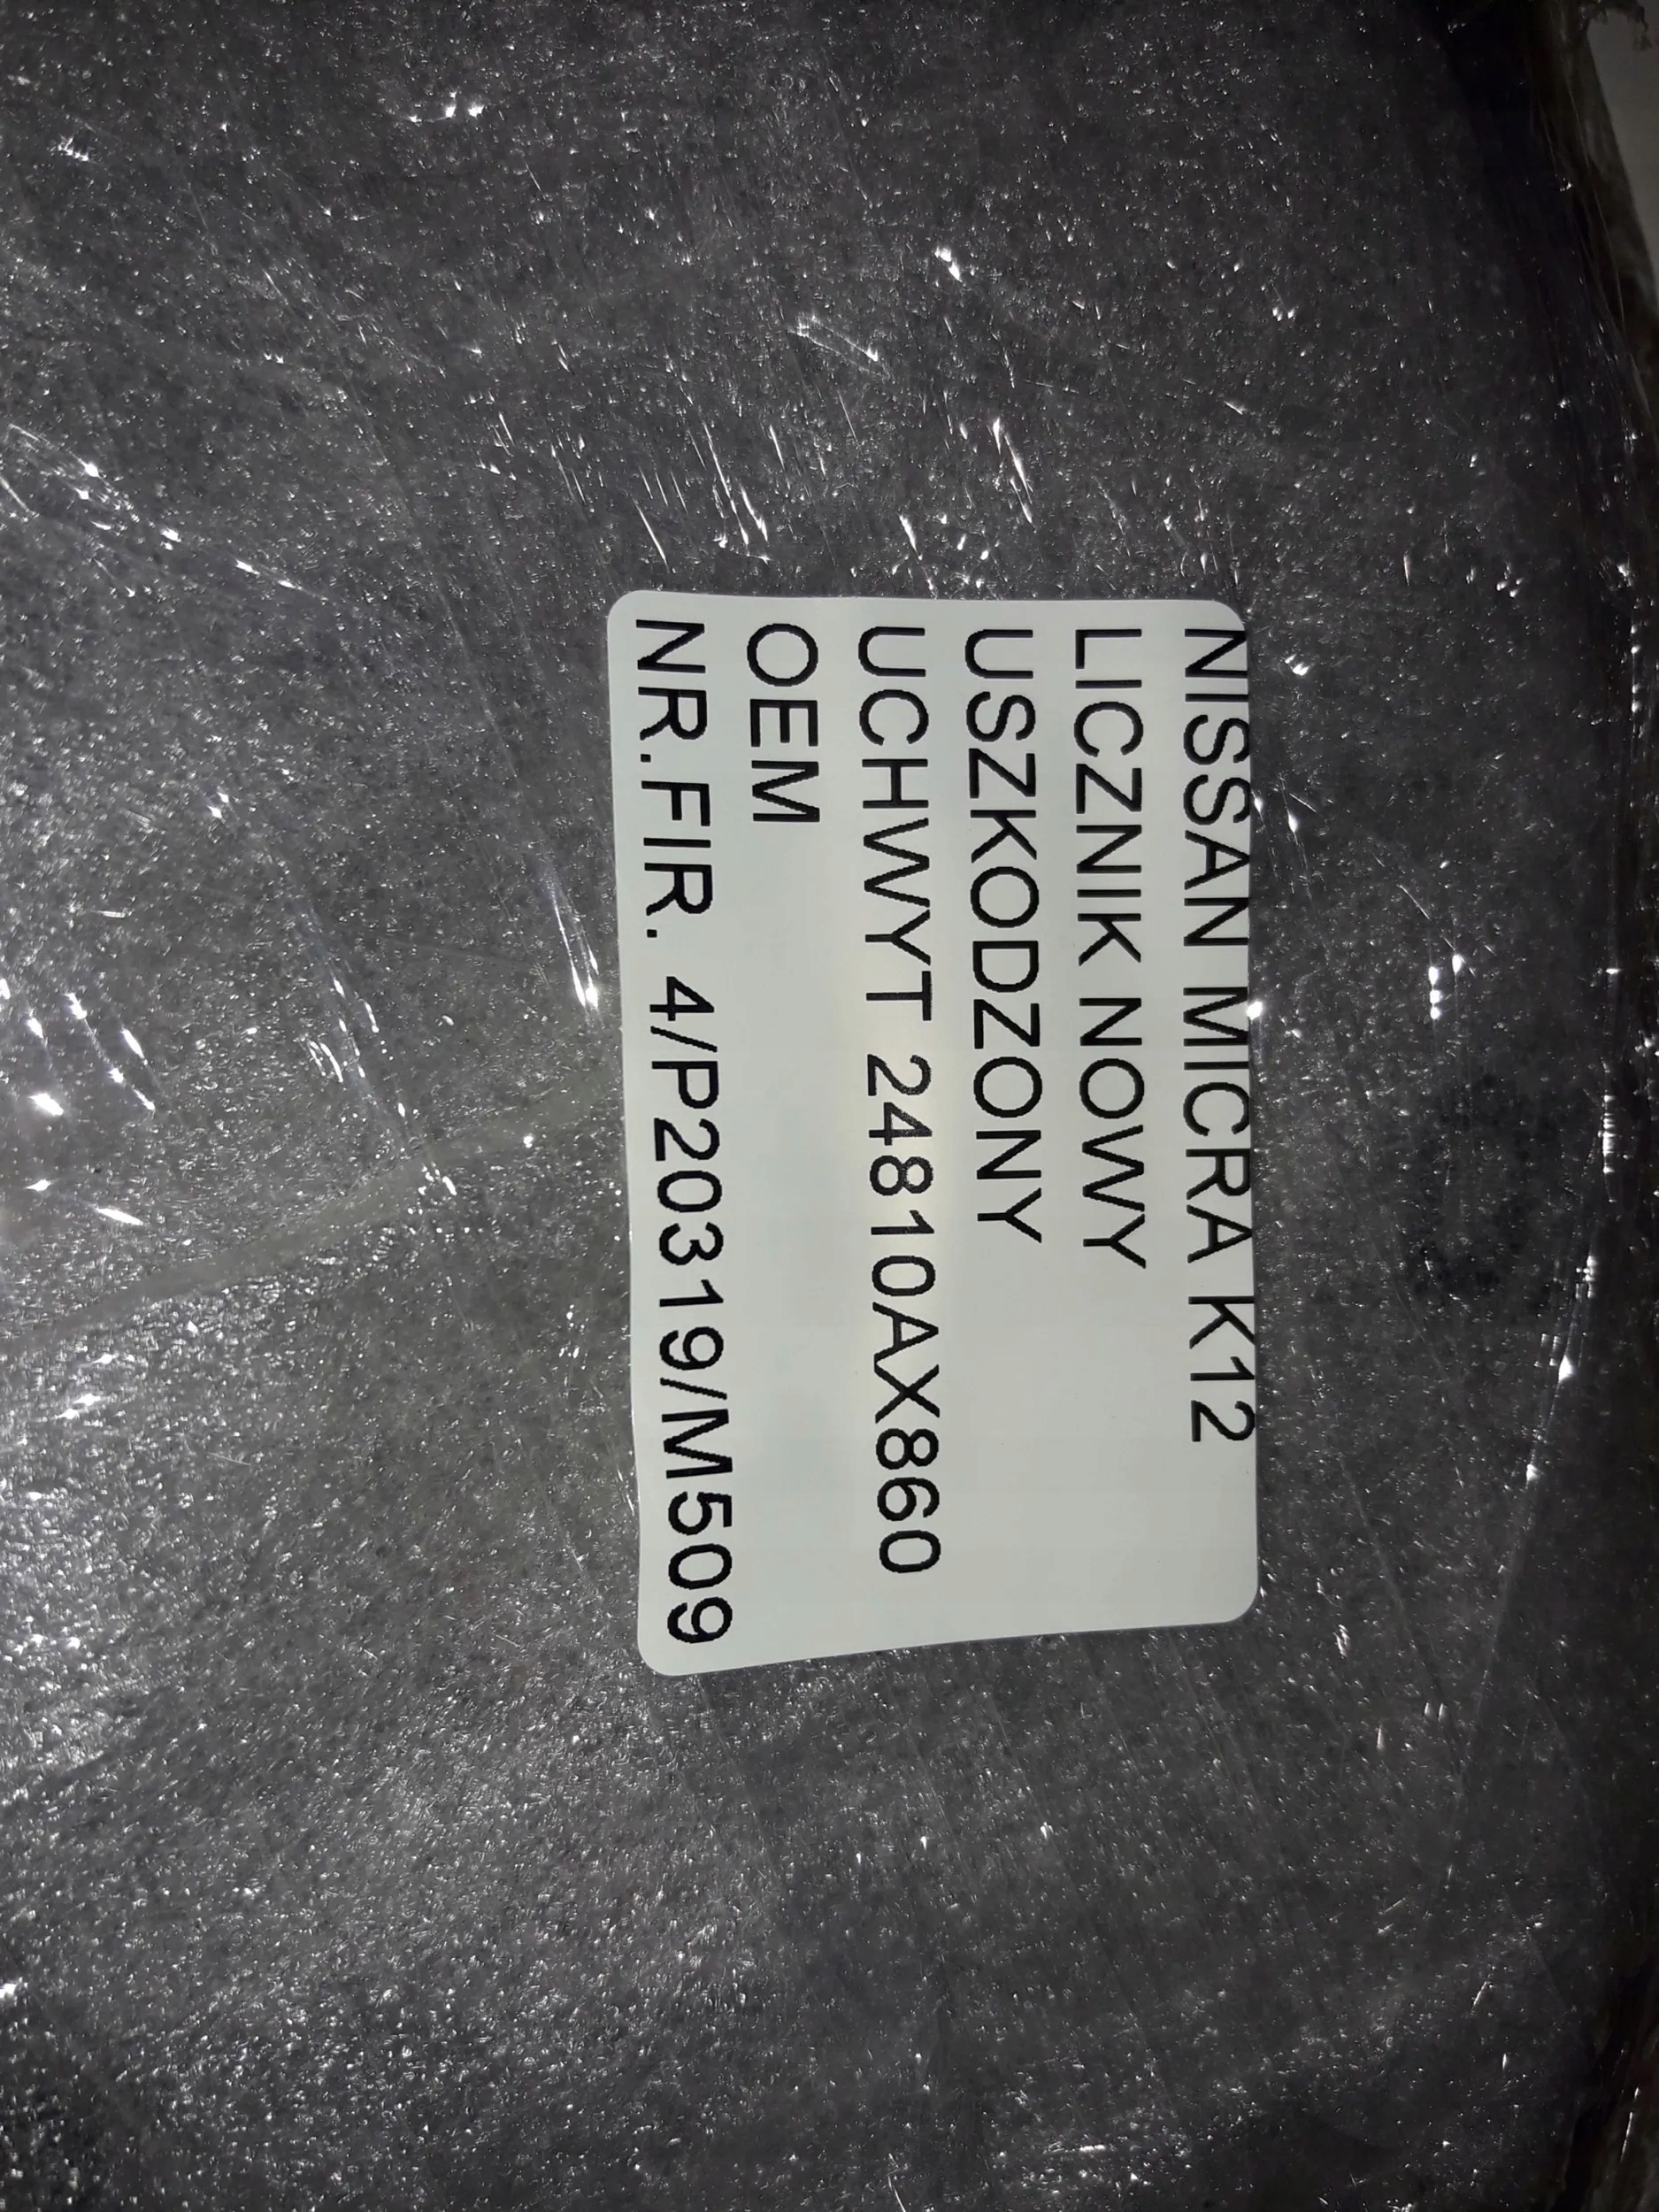 NISSAN MICRA K12
LICZNIK NOWY
USZKODZONY
UCHWYT 24810AX860
OEM
NR.FIR. 4/P20319/M509